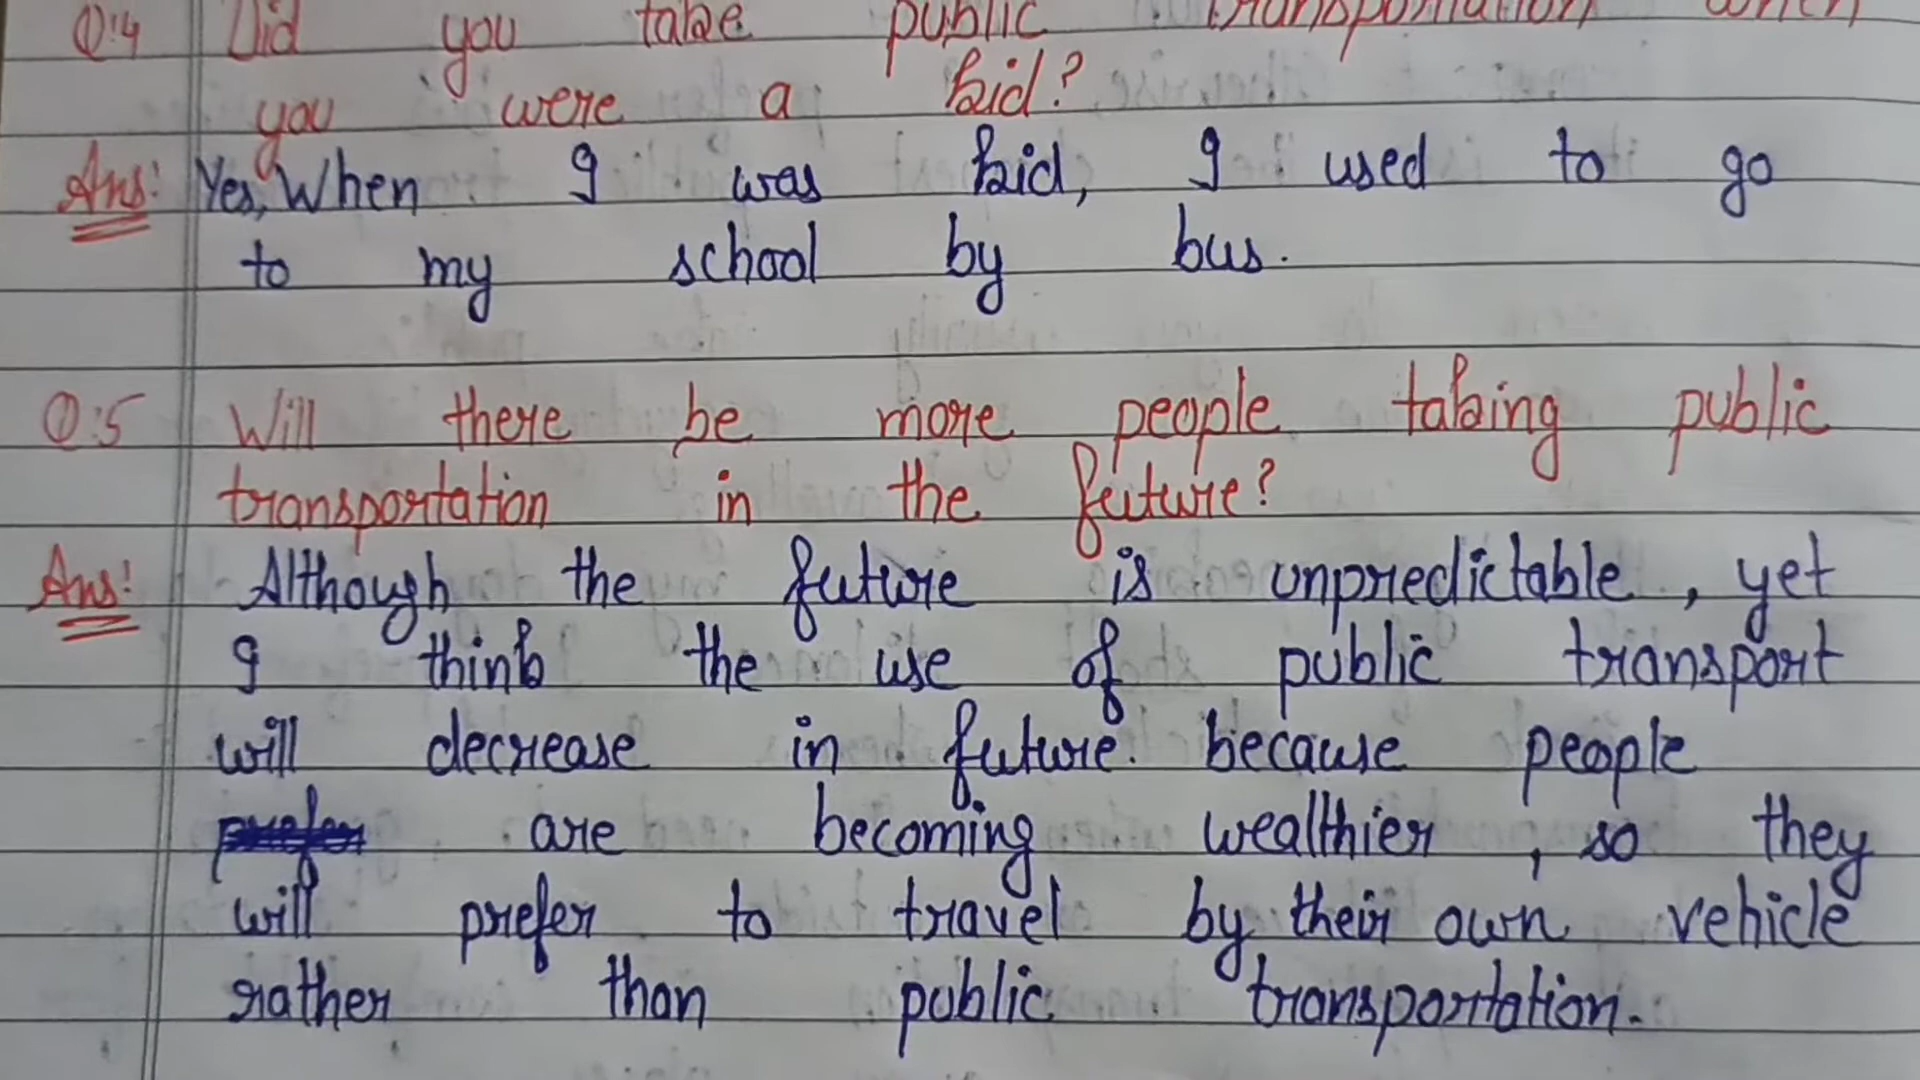 Q:4 Did you take public transportation when
you were a kid?
Ans: Yes, When I was kid, I used to go
to my school by bus.
Q:5 Will there be more people taking public
transportation in the future?
Ans: Although the future is unpredictable, yet
I think the use of public transport
will decrease in future. because people
are becoming wealthier, so they
will prefer to travel by their own vehicle
rather than public transportation.